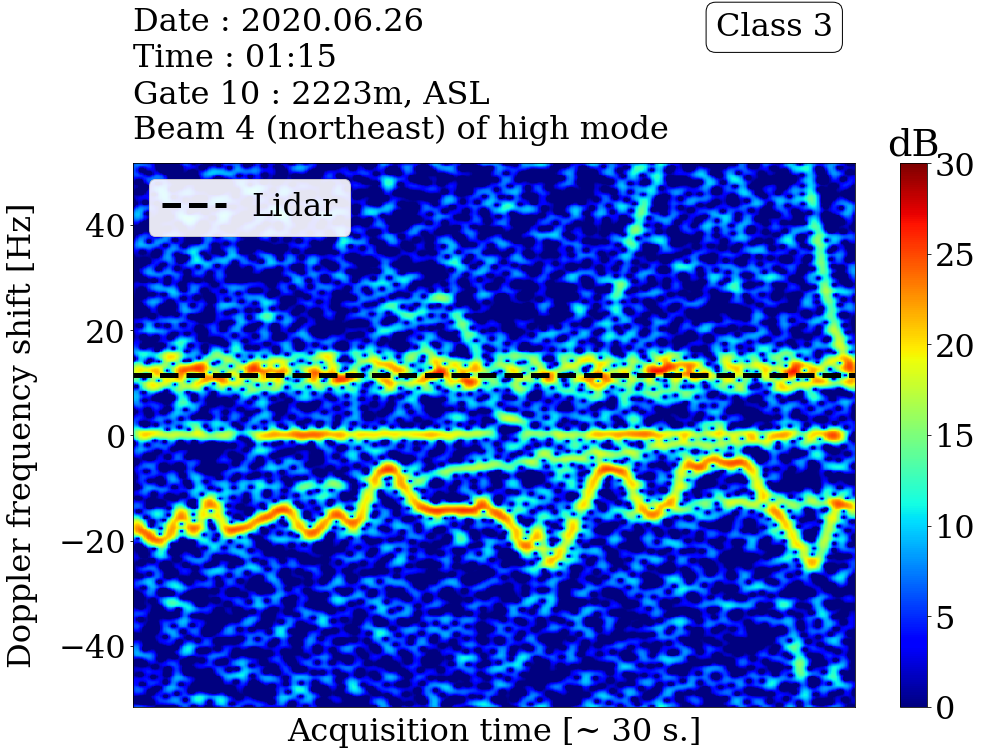 Date : 2020.06.26
Time : 01:15
Gate 10 : 2223m, ASL
Beam 4 (northeast) of high mode
Class 3
dB
Lidar
Doppler frequency shift [Hz]
40
20
0
−20
−40
Acquisition time [~ 30 s.]
30
25
20
15
10
5
0